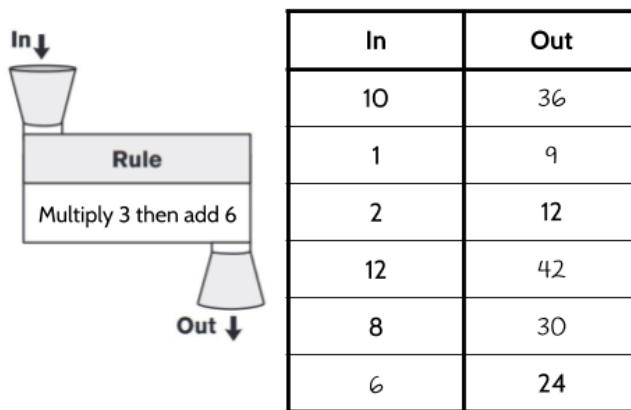 In
Rule
Multiply 3 then add 6
Out
In Out
10 36
1 9
2 12
12 42
8 30
6 24